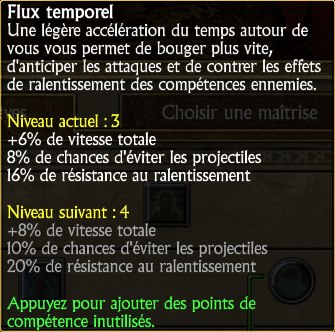 Flux temporel
Une légère accélération du temps autour de
vous vous permet de bouger plus vite,
d'anticiper les attaques et de contrer les effets
de ralentissement des compétences ennemies.
Niveau actuel : 3
+6% de vitesse totale
8% de chances d'éviter les projectiles
16% de résistance au ralentissement
Choisir une maîtrise
Niveau suivant : 4
+8% de vitesse totale
10% de chances d'éviter les projectiles
20% de résistance au ralentissement
Appuyez pour ajouter des points de
compétence inutilisés.